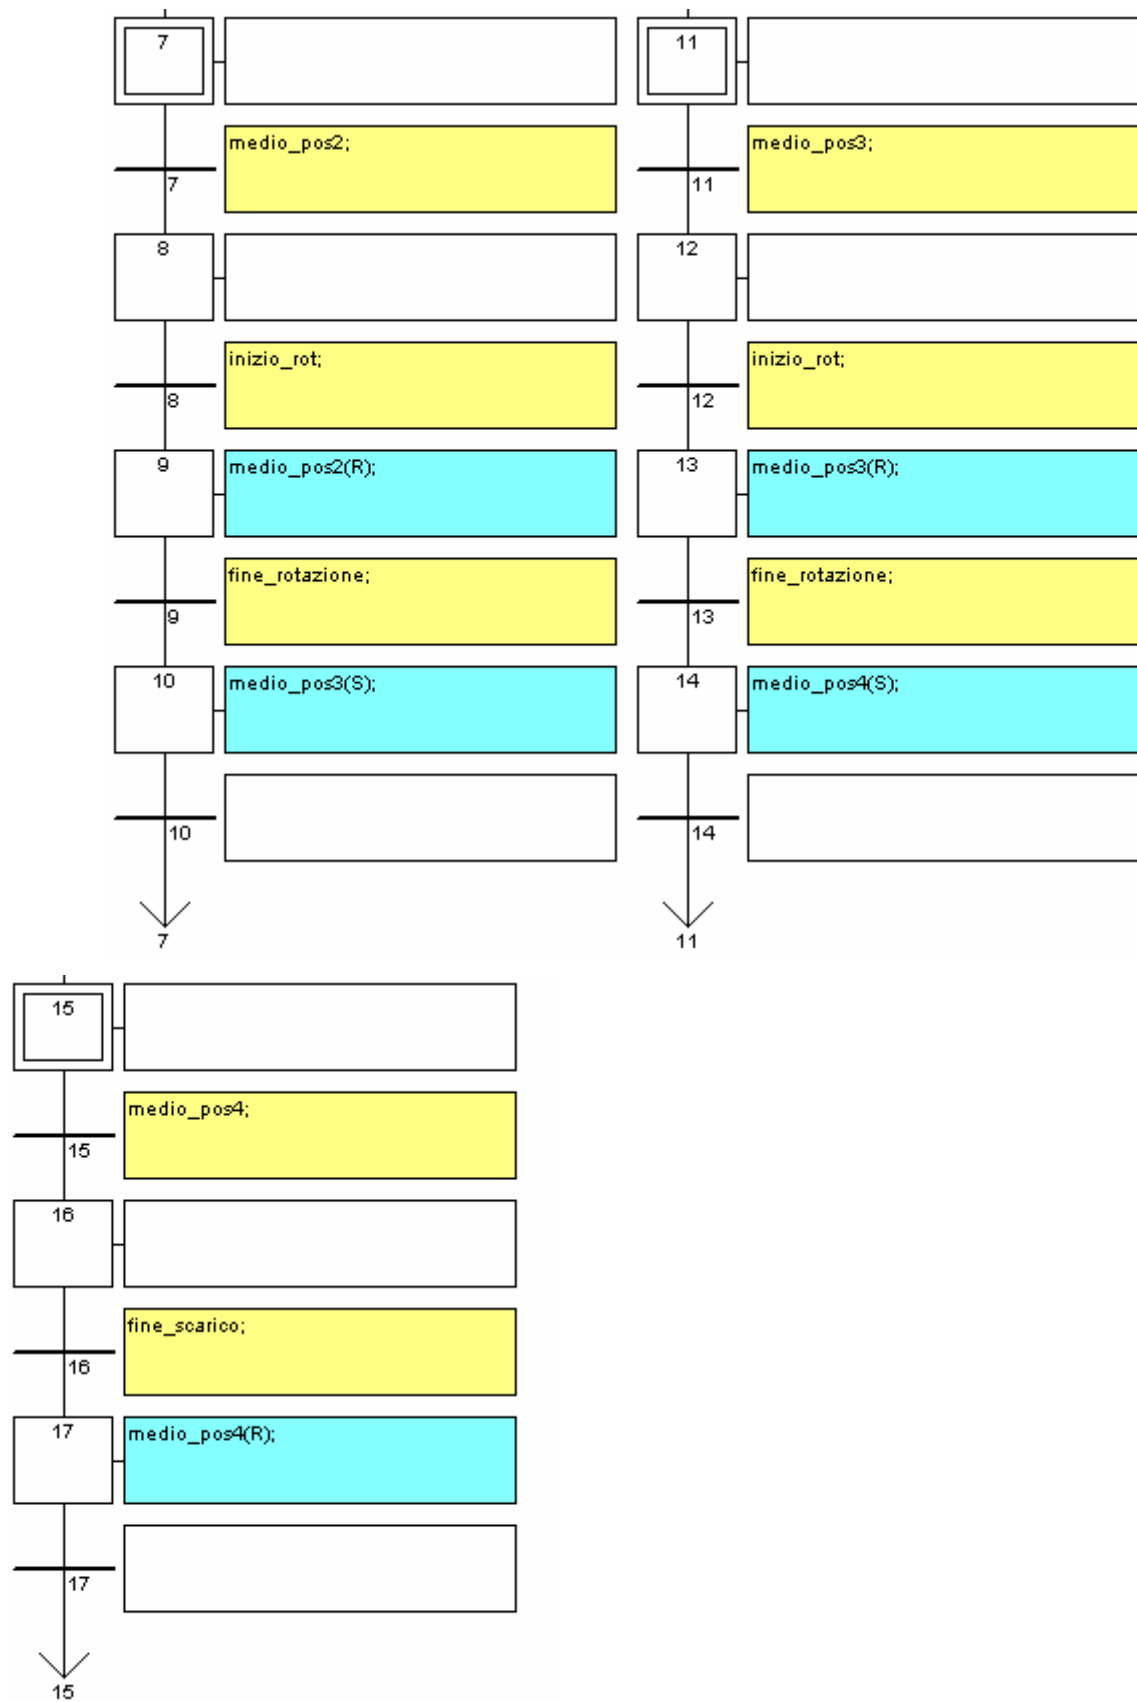 7
medio_pos2;
7
8
inizio_rot;
8
9
medio_pos2(R);
fine_rotazione;
9
10
medio_pos3(S);
10
7
11
medio_pos3;
11
12
inizio_rot;
12
13
medio_pos3(R);
fine_rotazione;
13
14
medio_pos4(S);
14
11
15
medio_pos4;
15
16
fine_scarico;
16
17
medio_pos4(R);
17
15